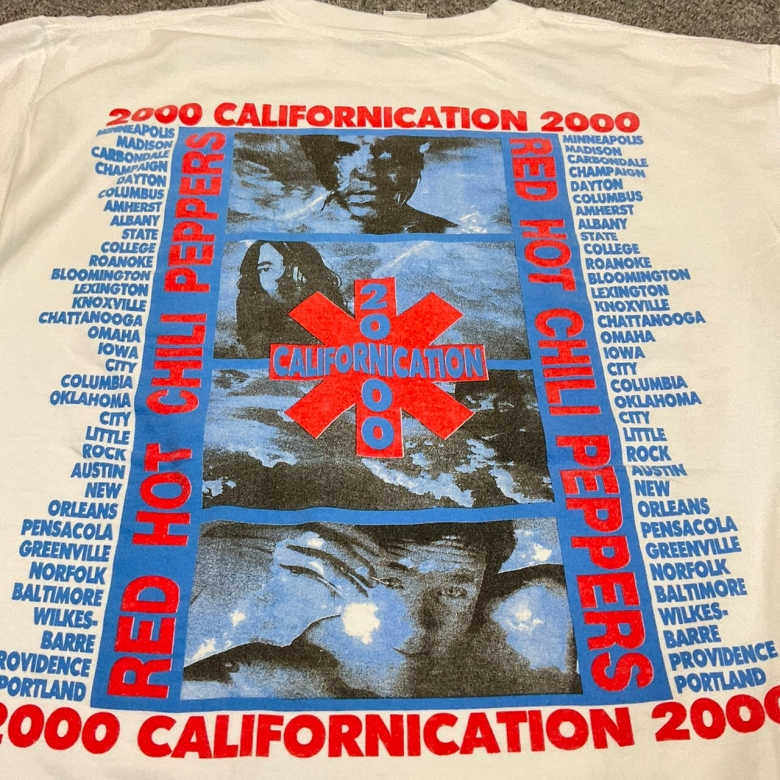 2000 CALIFORNICATION 2000
MINNEAPOLIS
MADISON
CARBONDALE
CHAMPAIGN
DAYTON
COLUMBUS
AMHERST
ALBANY
STATE
COLLEGE
ROANOKE
BLOOMINGTON
LEXINGTON
KNOXVILLE
CHATTANOOGA
OMAHA
IOWA
CITY
COLUMBIA
OKLAHOMA
CITY
LITTLE
ROCK
AUSTIN
NEW
ORLEANS
PENSACOLA
GREENVILLE
NORFOLK
BALTIMORE
WILKES-
BARRE
ROVIDENCE
PORTLAND
RED HOT CHILI PEPPERS
2000
CALIFORNICATION
RED HOT CHILI PEPPERS
MINNEAPOLIS
MADISON
CARBONDALE
CHAMPAIGN
DAYTON
COLUMBUS
AMHERST
ALBANY
STATE
COLLEGE
ROANOKE
BLOOMINGTON
LEXINGTON
KNOXVILLE
CHATTANOOGA
OMAHA
IOWA
CITY
COLUMBIA
OKLAHOMA
CITY
LITTLE
ROCK
AUSTIN
NEW
ORLEANS
PENSACOLA
GREENVILLE
NORFOLK
BALTIMORE
WILKES-
BARRE
PROVIDENCE
PORTLAND
2000 CALIFORNICATION 2000